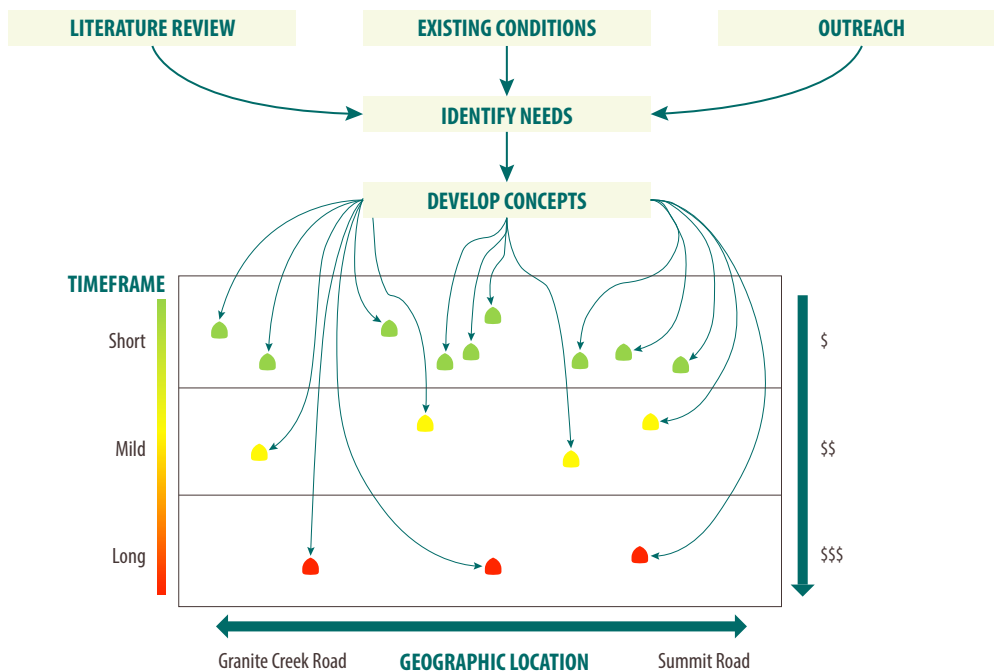 LITERATURE REVIEW
EXISTING CONDITIONS
OUTREACH
IDENTIFY NEEDS
DEVELOP CONCEPTS
TIMEFRAME
Short
$
Mild
$$
Long
$$$
Granite Creek Road
GEOGRAPHIC LOCATION
Summit Road